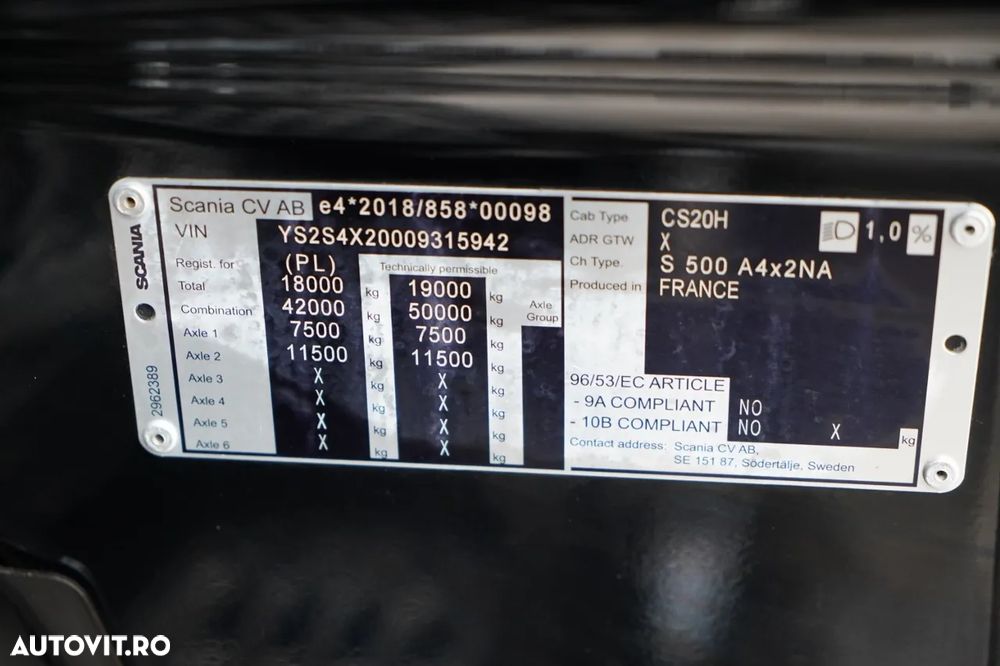 Scania CV AB e4*2018/858*00098
VIN YS2S4X20009315942
Regist. for (PL) Technically permissible
Total 18000 kg 19000 kg
Combination 42000 kg 50000 kg Axle Group
Axle 1 7500 kg 7500 kg
Axle 2 11500 kg 11500 kg
Axle 3 X kg X kg
Axle 4 X kg X kg
Axle 5 X kg X kg
Axle 6 X kg X kg
Cab Type CS20H 1,0 %
ADR GTW X
Ch Type. S 500 A4x2NA
Produced in FRANCE
96/53/EC ARTICLE
- 9A COMPLIANT NO
- 10B COMPLIANT NO X kg
Contact address: Scania CV AB,
SE 151 87, Södertälje, Sweden
SCANIA
2962389
AUTOVIT.RO